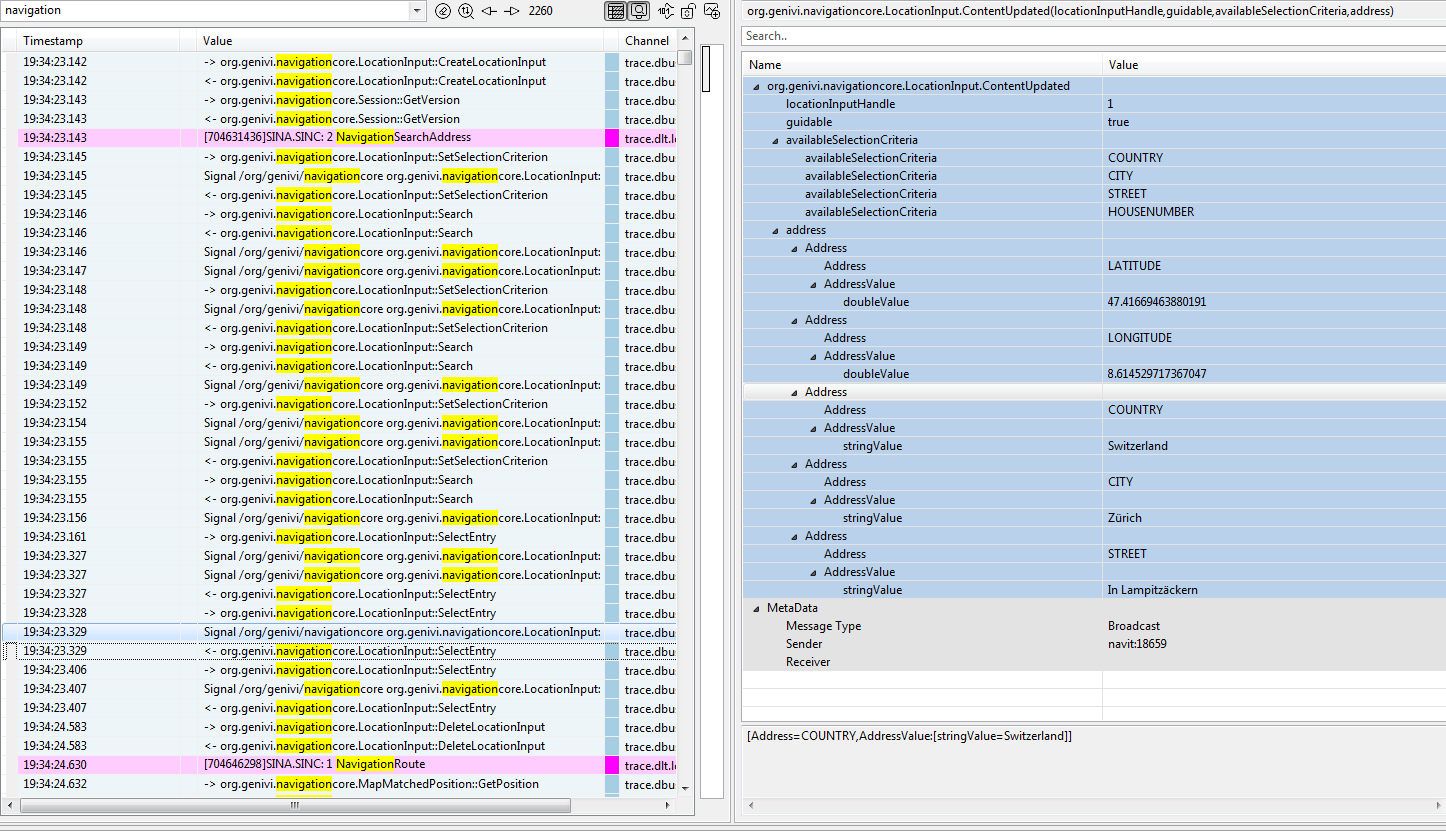 navigation
2260
Timestamp Value Channel
19:34:23.142 -> org.genivi.navigationcore.LocationInput::CreateLocationInput trace.dbu
19:34:23.142 <- org.genivi.navigationcore.LocationInput::CreateLocationInput trace.dbu
19:34:23.143 -> org.genivi.navigationcore.Session::GetVersion trace.dbu
19:34:23.143 <- org.genivi.navigationcore.Session::GetVersion trace.dbu
19:34:23.143 [704631436]SINA.SINC: 2 NavigationSearchAddress trace.dlt.l
19:34:23.145 -> org.genivi.navigationcore.LocationInput::SetSelectionCriterion trace.dbu
19:34:23.145 Signal /org/genivi/navigationcore org.genivi.navigationcore.LocationInput: trace.dbu
19:34:23.145 <- org.genivi.navigationcore.LocationInput::SetSelectionCriterion trace.dbu
19:34:23.146 -> org.genivi.navigationcore.LocationInput::Search trace.dbu
19:34:23.146 <- org.genivi.navigationcore.LocationInput::Search trace.dbu
19:34:23.146 Signal /org/genivi/navigationcore org.genivi.navigationcore.LocationInput: trace.dbu
19:34:23.147 Signal /org/genivi/navigationcore org.genivi.navigationcore.LocationInput: trace.dbu
19:34:23.148 -> org.genivi.navigationcore.LocationInput::SetSelectionCriterion trace.dbu
19:34:23.148 Signal /org/genivi/navigationcore org.genivi.navigationcore.LocationInput: trace.dbu
19:34:23.148 <- org.genivi.navigationcore.LocationInput::SetSelectionCriterion trace.dbu
19:34:23.149 -> org.genivi.navigationcore.LocationInput::Search trace.dbu
19:34:23.149 <- org.genivi.navigationcore.LocationInput::Search trace.dbu
19:34:23.149 Signal /org/genivi/navigationcore org.genivi.navigationcore.LocationInput: trace.dbu
19:34:23.152 -> org.genivi.navigationcore.LocationInput::SetSelectionCriterion trace.dbu
19:34:23.154 Signal /org/genivi/navigationcore org.genivi.navigationcore.LocationInput: trace.dbu
19:34:23.155 Signal /org/genivi/navigationcore org.genivi.navigationcore.LocationInput: trace.dbu
19:34:23.155 <- org.genivi.navigationcore.LocationInput::SetSelectionCriterion trace.dbu
19:34:23.155 -> org.genivi.navigationcore.LocationInput::Search trace.dbu
19:34:23.155 <- org.genivi.navigationcore.LocationInput::Search trace.dbu
19:34:23.156 Signal /org/genivi/navigationcore org.genivi.navigationcore.LocationInput: trace.dbu
19:34:23.161 -> org.genivi.navigationcore.LocationInput::SelectEntry trace.dbu
19:34:23.327 Signal /org/genivi/navigationcore org.genivi.navigationcore.LocationInput: trace.dbu
19:34:23.327 Signal /org/genivi/navigationcore org.genivi.navigationcore.LocationInput: trace.dbu
19:34:23.327 <- org.genivi.navigationcore.LocationInput::SelectEntry trace.dbu
19:34:23.328 -> org.genivi.navigationcore.LocationInput::SelectEntry trace.dbu
19:34:23.329 Signal /org/genivi/navigationcore org.genivi.navigationcore.LocationInput: trace.dbu
19:34:23.329 <- org.genivi.navigationcore.LocationInput::SelectEntry trace.dbu
19:34:23.406 -> org.genivi.navigationcore.LocationInput::SelectEntry trace.dbu
19:34:23.407 Signal /org/genivi/navigationcore org.genivi.navigationcore.LocationInput: trace.dbu
19:34:23.407 <- org.genivi.navigationcore.LocationInput::SelectEntry trace.dbu
19:34:24.583 -> org.genivi.navigationcore.LocationInput::DeleteLocationInput trace.dbu
19:34:24.583 <- org.genivi.navigationcore.LocationInput::DeleteLocationInput trace.dbu
19:34:24.630 [704646298]SINA.SINC: 1 NavigationRoute trace.dlt.l
19:34:24.632 -> org.genivi.navigationcore.MapMatchedPosition::GetPosition trace.dbu
org.genivi.navigationcore.LocationInput.ContentUpdated(locationInputHandle,guidable,availableSelectionCriteria,address)
Search..
Name Value
org.genivi.navigationcore.LocationInput.ContentUpdated
locationInputHandle 1
guidable true
availableSelectionCriteria
availableSelectionCriteria COUNTRY
availableSelectionCriteria CITY
availableSelectionCriteria STREET
availableSelectionCriteria HOUSENUMBER
address
Address
Address LATITUDE
AddressValue
doubleValue 47.41669463880191
Address
Address LONGITUDE
AddressValue
doubleValue 8.614529717367047
Address
Address COUNTRY
AddressValue
stringValue Switzerland
Address
Address CITY
AddressValue
stringValue Zürich
Address
Address STREET
AddressValue
stringValue In Lampitzäckern
MetaData
Message Type Broadcast
Sender navit:18659
Receiver
[Address=COUNTRY,AddressValue:[stringValue=Switzerland]]